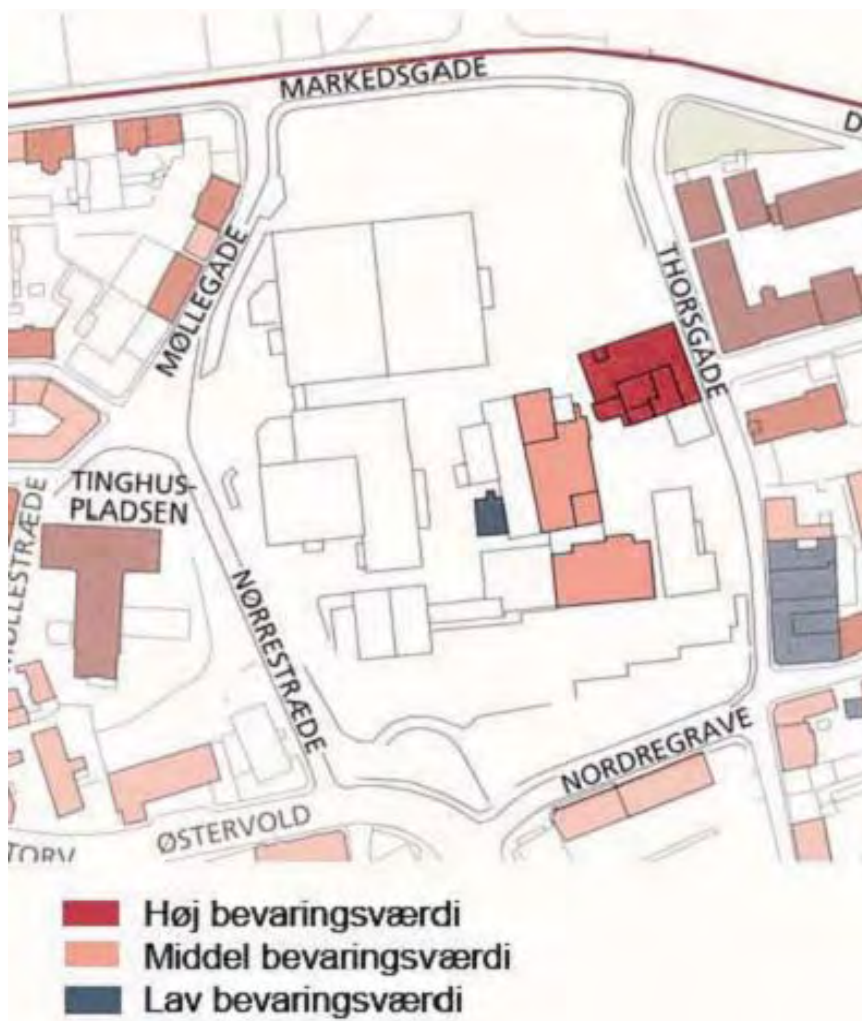 MARKEDSGADE
D
MØLLEGADE
THORSGADE
TINGHUS-
PLADSEN
NØRRESTRÆDE
NORDREGRAVE
ØSTERVOLD
TORV
Høj bevaringsværdi
Middel bevaringsværdi
Lav bevaringsværdi